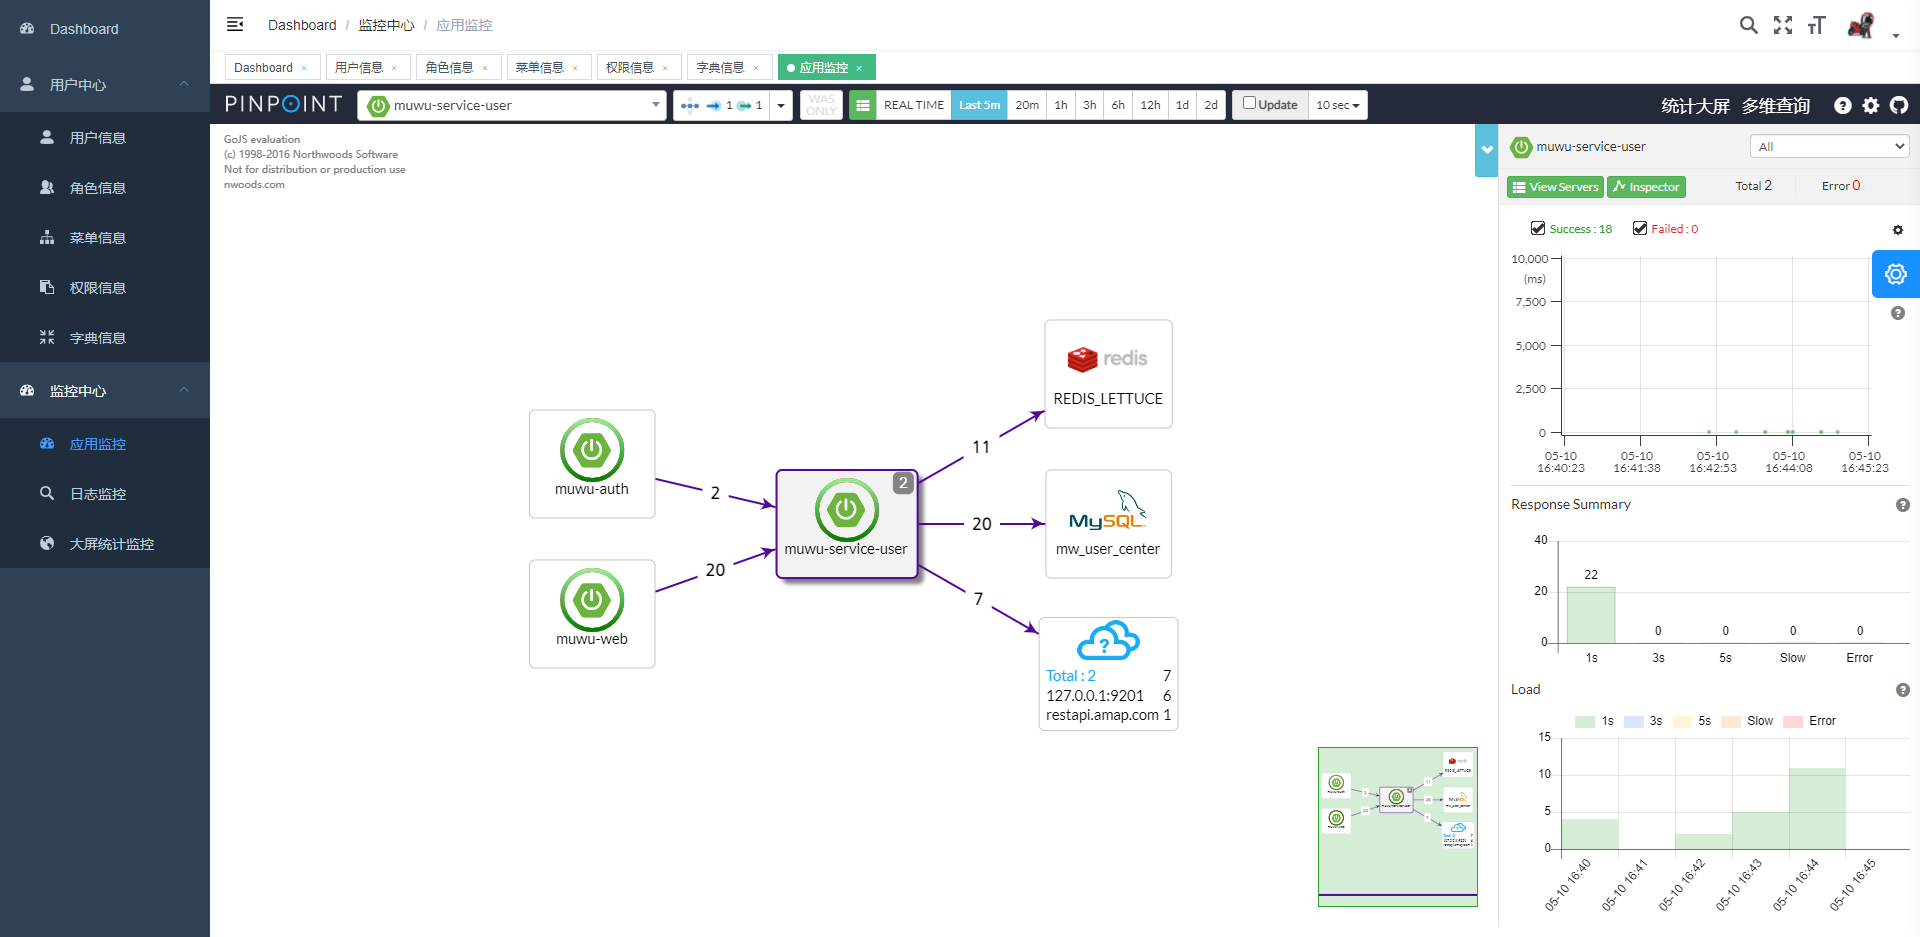 Dashboard
用户中心
用户信息
角色信息
菜单信息
权限信息
字典信息
监控中心
应用监控
日志监控
大屏统计监控
Dashboard / 监控中心 / 应用监控
Dashboard × 用户信息 × 角色信息 × 菜单信息 × 权限信息 × 字典信息 × 应用监控 ×
PINPOINT muwu-service-user 1 1 WAS ONLY REAL TIME Last 5m 20m 1h 3h 6h 12h 1d 2d Update 10 sec 统计大屏 多维查询
GoJS evaluation
(c) 1998-2016 Northwoods Software
Not for distribution or production use
nwoods.com
redis
REDIS_LETTUCE
11
muwu-auth
2
2
muwu-service-user
20
MySQL
mw_user_center
muwu-web
20
7
Total : 2 7
127.0.0.1:9201 6
restapi.amap.com 1
muwu-service-user All
View Servers Inspector Total 2 Error 0
Success : 18 Failed : 0
10,000
(ms)
7,500
5,000
2,500
0
05-10 05-10 05-10 05-10 05-10
16:40:23 16:41:38 16:42:53 16:44:08 16:45:23
Response Summary
40
20
0
22 0 0 0 0
1s 3s 5s Slow Error
Load
1s 3s 5s Slow Error
15
10
5
0
05-10 16:40 05-10 16:41 05-10 16:42 05-10 16:43 05-10 16:44 05-10 16:45